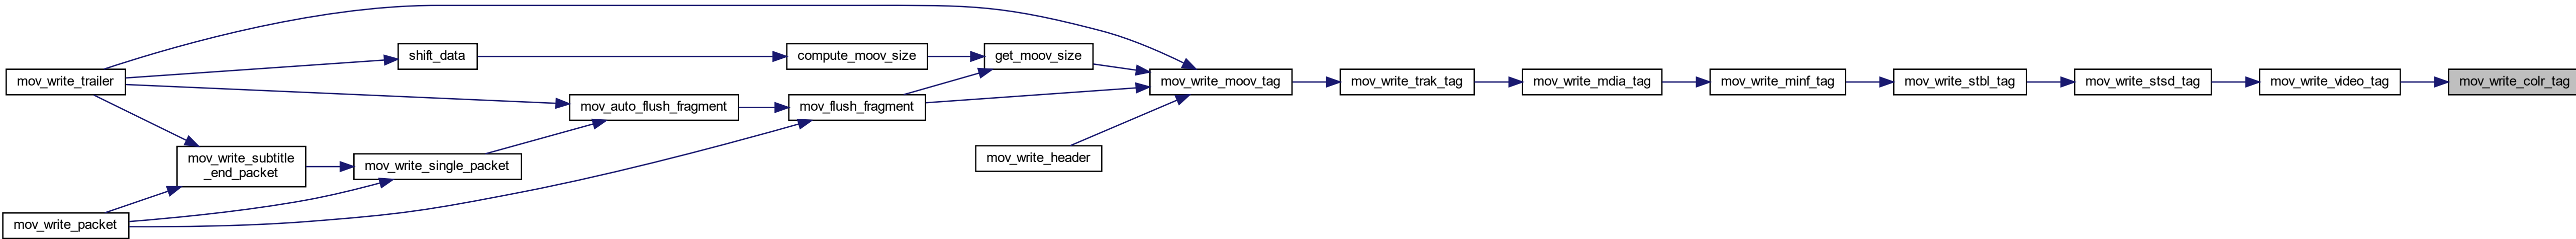 mov_write_trailer
shift_data
compute_moov_size
get_moov_size
mov_auto_flush_fragment
mov_flush_fragment
mov_write_subtitle
_end_packet
mov_write_single_packet
mov_write_packet
mov_write_header
mov_write_moov_tag
mov_write_trak_tag
mov_write_mdia_tag
mov_write_minf_tag
mov_write_stbl_tag
mov_write_stsd_tag
mov_write_video_tag
mov_write_colr_tag